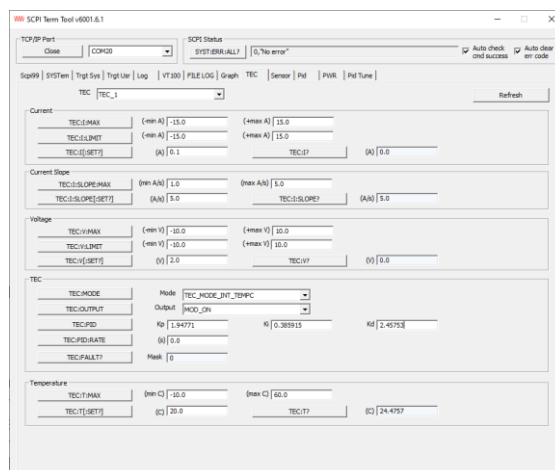 SCPI Term Tool v6001.6.1
TCP/IP Port
SCPI Status
Close COM20 SYST:ERR:ALL? 0,"No error" Auto check cmd success Auto clear err code
Scpi99 SYSTem Trgt Sys Trgt Usr Log VT100 FILE LOG Graph TEC Sensor Pid PWR Pid Tune
TEC TEC_1 Refresh
Current
TEC:I:MAX (-min A) -15.0 (+max A) 15.0
TEC:I:LIMIT (-min A) -15.0 (+max A) 15.0
TEC:I[:SET?] (A) 0.1 TEC:I? (A) 0.0
Current Slope
TEC:I:SLOPE:MAX (min A/s) 1.0 (max A/s) 5.0
TEC:I:SLOPE[:SET?] (A/s) 5.0 TEC:I:SLOPE? (A/s) 5.0
Voltage
TEC:V:MAX (-min V) -10.0 (+max V) 10.0
TEC:V:LIMIT (-min V) -10.0 (+max V) 10.0
TEC:V[:SET?] (V) 2.0 TEC:V? (V) 0.0
TEC
TEC:MODE Mode TEC_MODE_INT_TEMPC
TEC:OUTPUT Output MOD_ON
TEC:PID Kp 1.94771 Ki 0.385915 Kd 2.45753
TEC:PID:RATE (s) 0.0
TEC:FAULT? Mask 0
Temperature
TEC:T:MAX (min C) -10.0 (max C) 60.0
TEC:T[:SET?] (C) 20.0 TEC:T? (C) 24.4757